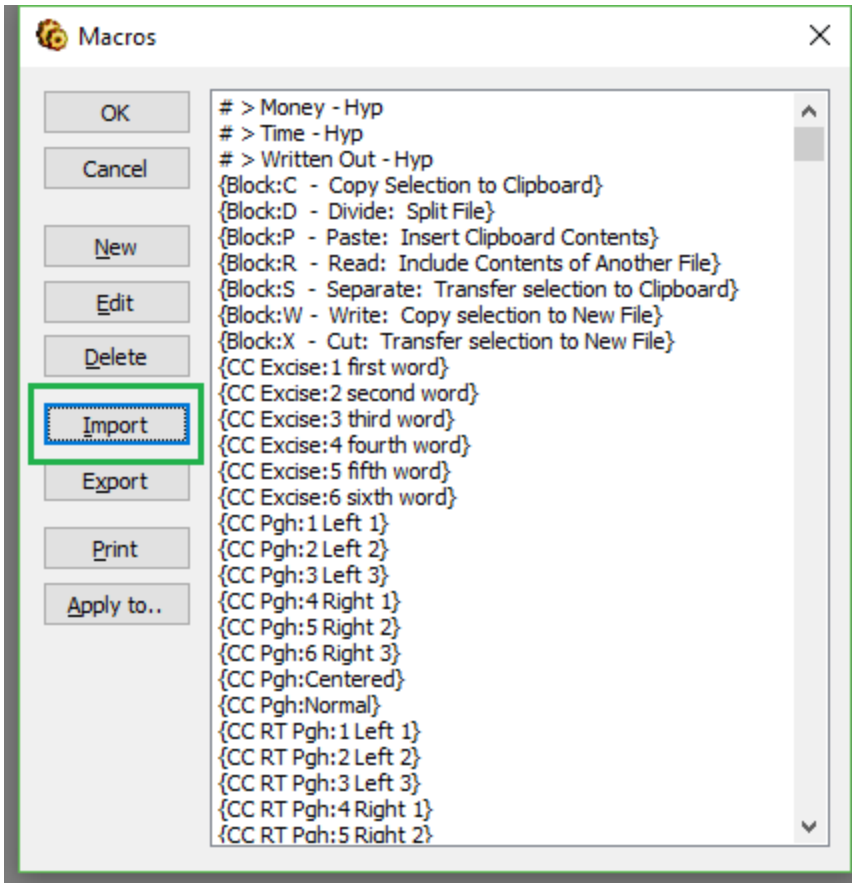 Macros
OK
Cancel
New
Edit
Delete
Import
Export
Print
Apply to..
# > Money - Hyp
# > Time - Hyp
# > Written Out - Hyp
{Block:C - Copy Selection to Clipboard}
{Block:D - Divide: Split File}
{Block:P - Paste: Insert Clipboard Contents}
{Block:R - Read: Include Contents of Another File}
{Block:S - Separate: Transfer selection to Clipboard}
{Block:W - Write: Copy selection to New File}
{Block:X - Cut: Transfer selection to New File}
{CC Excise:1 first word}
{CC Excise:2 second word}
{CC Excise:3 third word}
{CC Excise:4 fourth word}
{CC Excise:5 fifth word}
{CC Excise:6 sixth word}
{CC Pgh:1 Left 1}
{CC Pgh:2 Left 2}
{CC Pgh:3 Left 3}
{CC Pgh:4 Right 1}
{CC Pgh:5 Right 2}
{CC Pgh:6 Right 3}
{CC Pgh:Centered}
{CC Pgh:Normal}
{CC RT Pgh:1 Left 1}
{CC RT Pgh:2 Left 2}
{CC RT Pgh:3 Left 3}
{CC RT Pgh:4 Right 1}
{CC RT Pgh:5 Right 2}